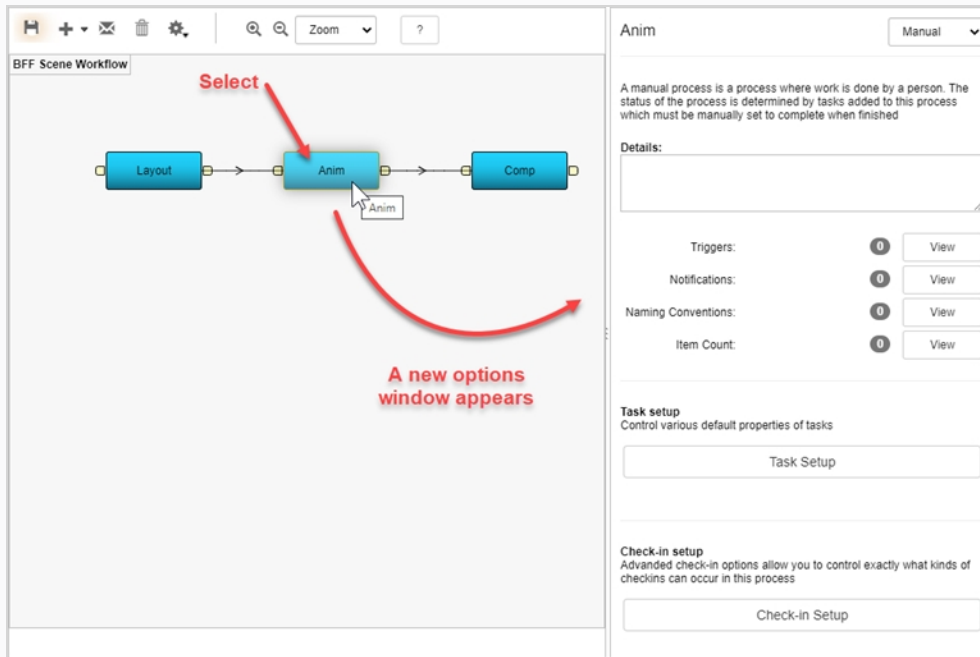 Zoom
?
BFF Scene Workflow
Select
Layout
Anim
Comp
Anim
A new options
window appears
Anim
Manual
A manual process is a process where work is done by a person. The
status of the process is determined by tasks added to this process
which must be manually set to complete when finished
Details:
Triggers: 0 View
Notifications: 0 View
Naming Conventions: 0 View
Item Count: 0 View
Task setup
Control various default properties of tasks
Task Setup
Check-in setup
Advanded check-in options allow you to control exactly what kinds of
checkins can occur in this process
Check-in Setup